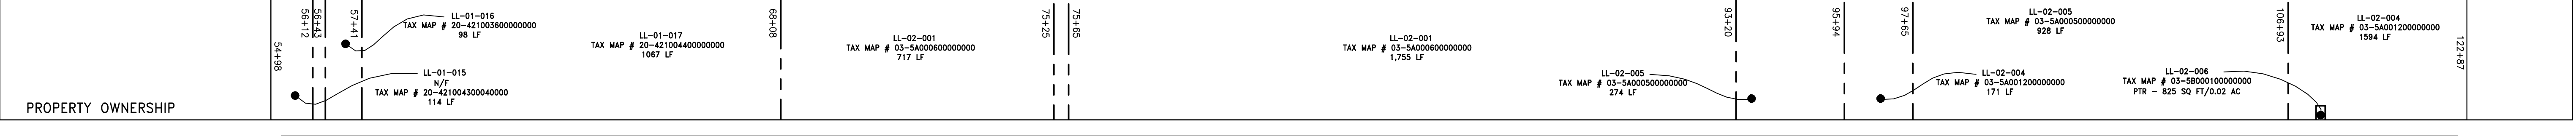 PROPERTY OWNERSHIP
54+98
56+12
56+43
57+41
LL-01-016
TAX MAP # 20-421003600000000
98 LF
LL-01-015
N/F
TAX MAP # 20-421004300040000
114 LF
LL-01-017
TAX MAP # 20-421004400000000
1067 LF
68+08
LL-02-001
TAX MAP # 03-5A000600000000
717 LF
75+25
75+65
LL-02-001
TAX MAP # 03-5A000600000000
1,755 LF
LL-02-005
TAX MAP # 03-5A000500000000
274 LF
93+20
95+94
97+65
LL-02-004
TAX MAP # 03-5A001200000000
171 LF
LL-02-005
TAX MAP # 03-5A000500000000
928 LF
LL-02-006
TAX MAP # 03-5B000100000000
PTR - 825 SQ FT/0.02 AC
106+93
LL-02-004
TAX MAP # 03-5A001200000000
1594 LF
122+87